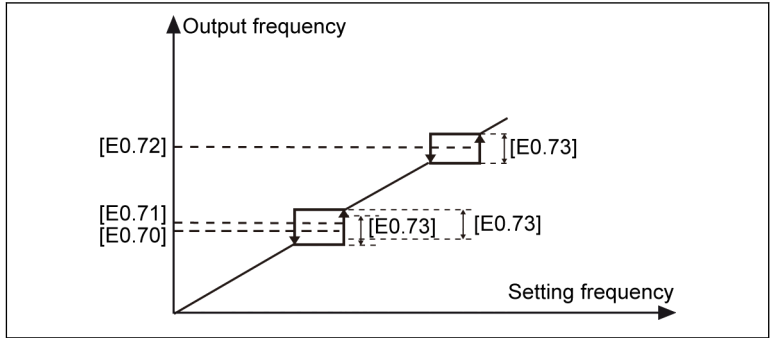 Output frequency
[E0.72]
[E0.73]
[E0.71]
[E0.70]
[E0.73]
[E0.73]
Setting frequency